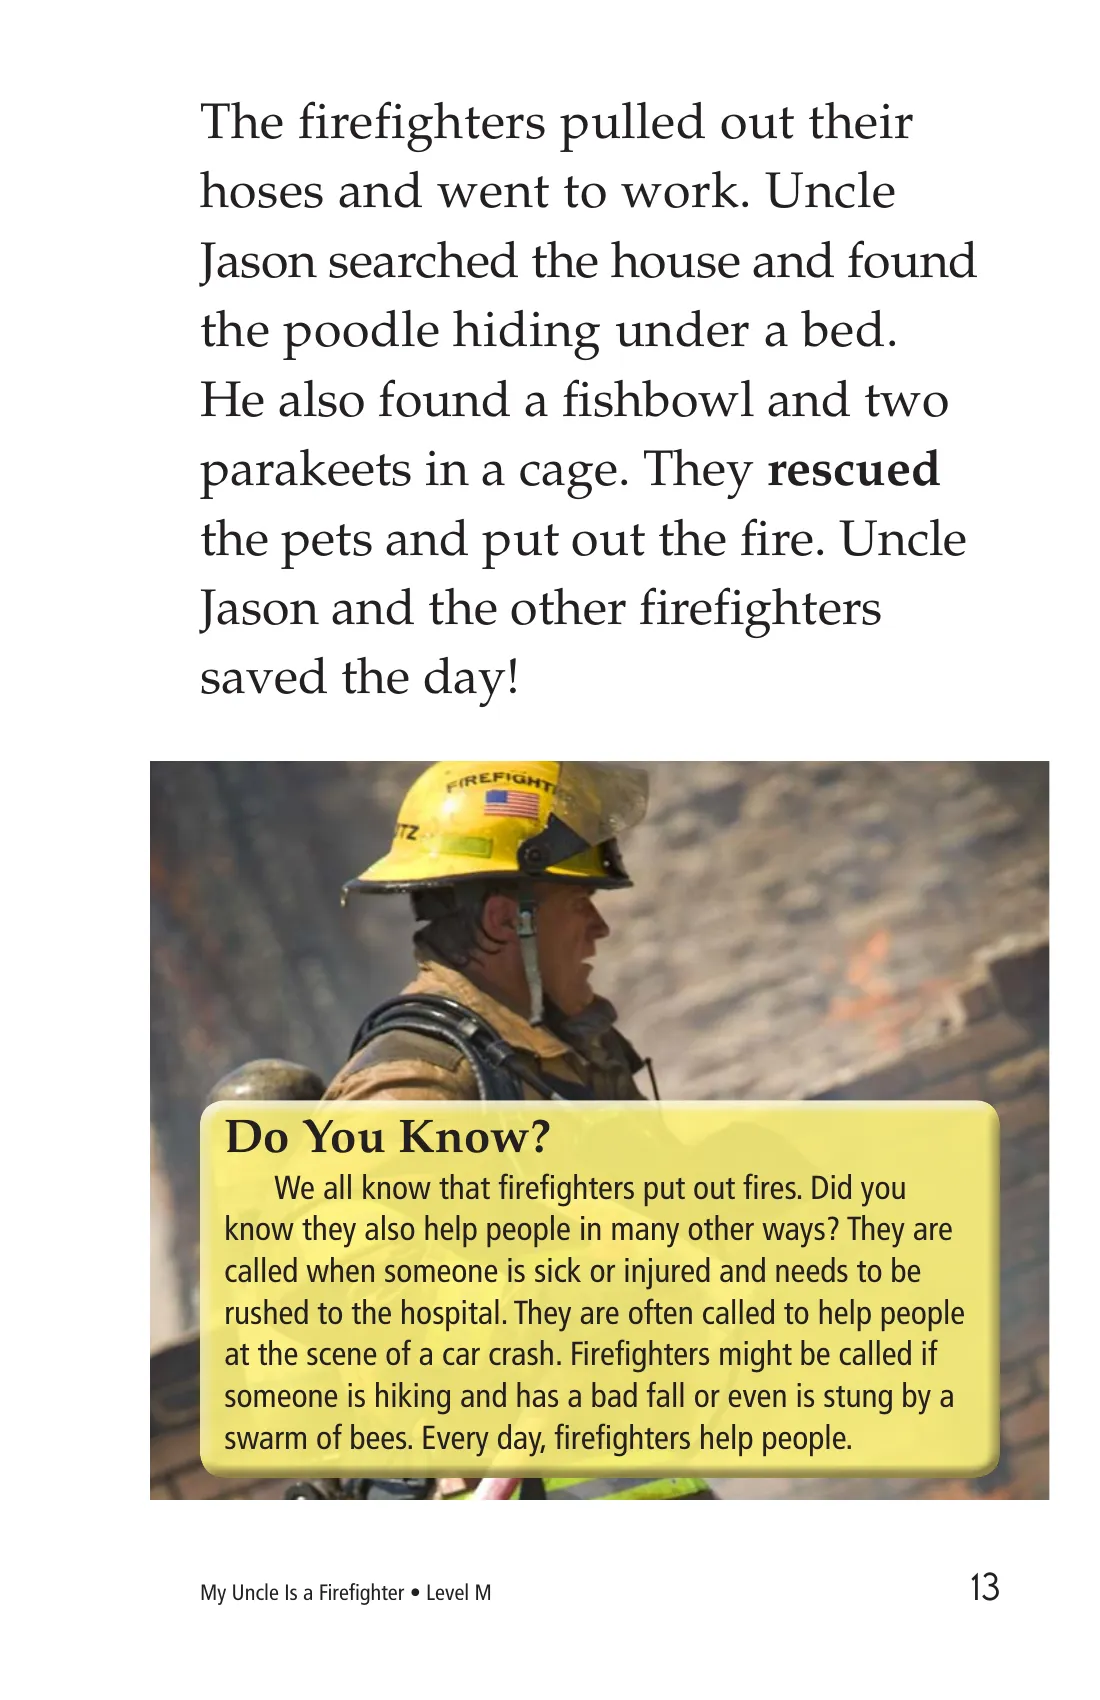 The firefighters pulled out their
hoses and went to work. Uncle
Jason searched the house and found
the poodle hiding under a bed.
He also found a fishbowl and two
parakeets in a cage. They rescued
the pets and put out the fire. Uncle
Jason and the other firefighters
saved the day!
FIREFIGHT
TZ
Do You Know?
We all know that firefighters put out fires. Did you
know they also help people in many other ways? They are
called when someone is sick or injured and needs to be
rushed to the hospital. They are often called to help people
at the scene of a car crash. Firefighters might be called if
someone is hiking and has a bad fall or even is stung by a
swarm of bees. Every day, firefighters help people.
My Uncle Is a Firefighter • Level M
13